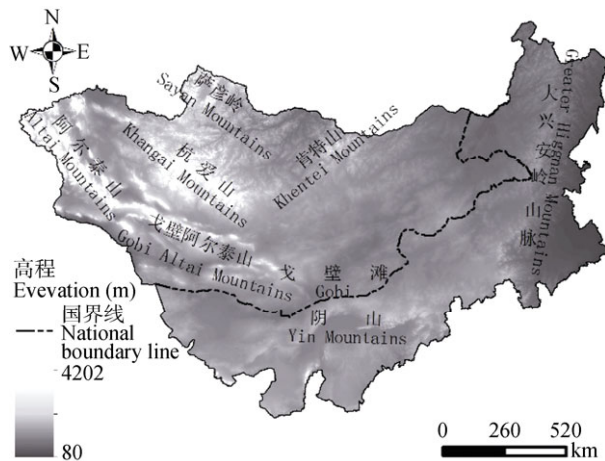 N
W E
S
萨彦岭
Sayan Mountains
阿尔泰山
Altai Mountains
杭爱山
Khangai Mountains
肯特山
Khentei Mountains
大兴安岭山脉
Greater Higgnan Mountains
戈壁阿尔泰山
Gobi Altai Mountains
戈壁滩
Gobi
阴山
Yin Mountains
高程
Evevation (m)
国界线
National
boundary line
4202
80
0 260 520
km